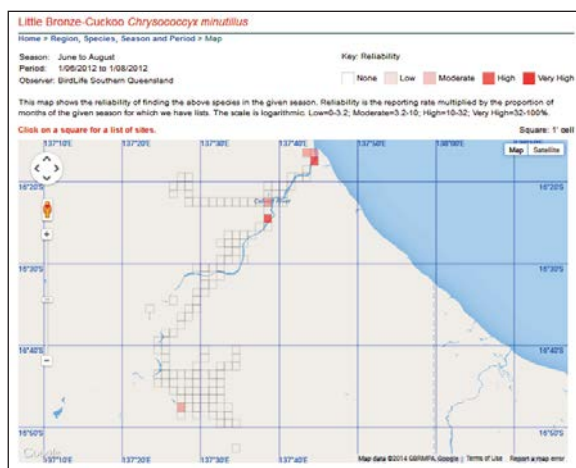 Little Bronze-Cuckoo Chrysococcyx minutillus
Home » Region, Species, Season and Period » Map
Season: June to August
Period: 1/06/2012 to 1/08/2012
Observer: BirdLife Southern Queensland
Key: Reliability
None Low Moderate High Very High
This map shows the reliability of finding the above species in the given season. Reliability is the reporting rate multiplied by the proportion of
months of the given season for which we have lists. The scale is logarithmic. Low=0-3.2; Moderate=3.2-10; High=10-32; Very High=32-100%.
Click on a square for a list of sites.
Square: 1' cell
137°10'E 137°20'E 137°30'E 137°40'E 137°50'E 138°00'E
Map Satellite
16°20'S 16°20'S
16°30'S 16°30'S
16°40'S 16°40'S
16°50'S 16°50'S
Google
137°10'E 137°20'E 137°30'E 137°40'E
Map data ©2014 GBRMPA, Google Terms of Use Report a map error